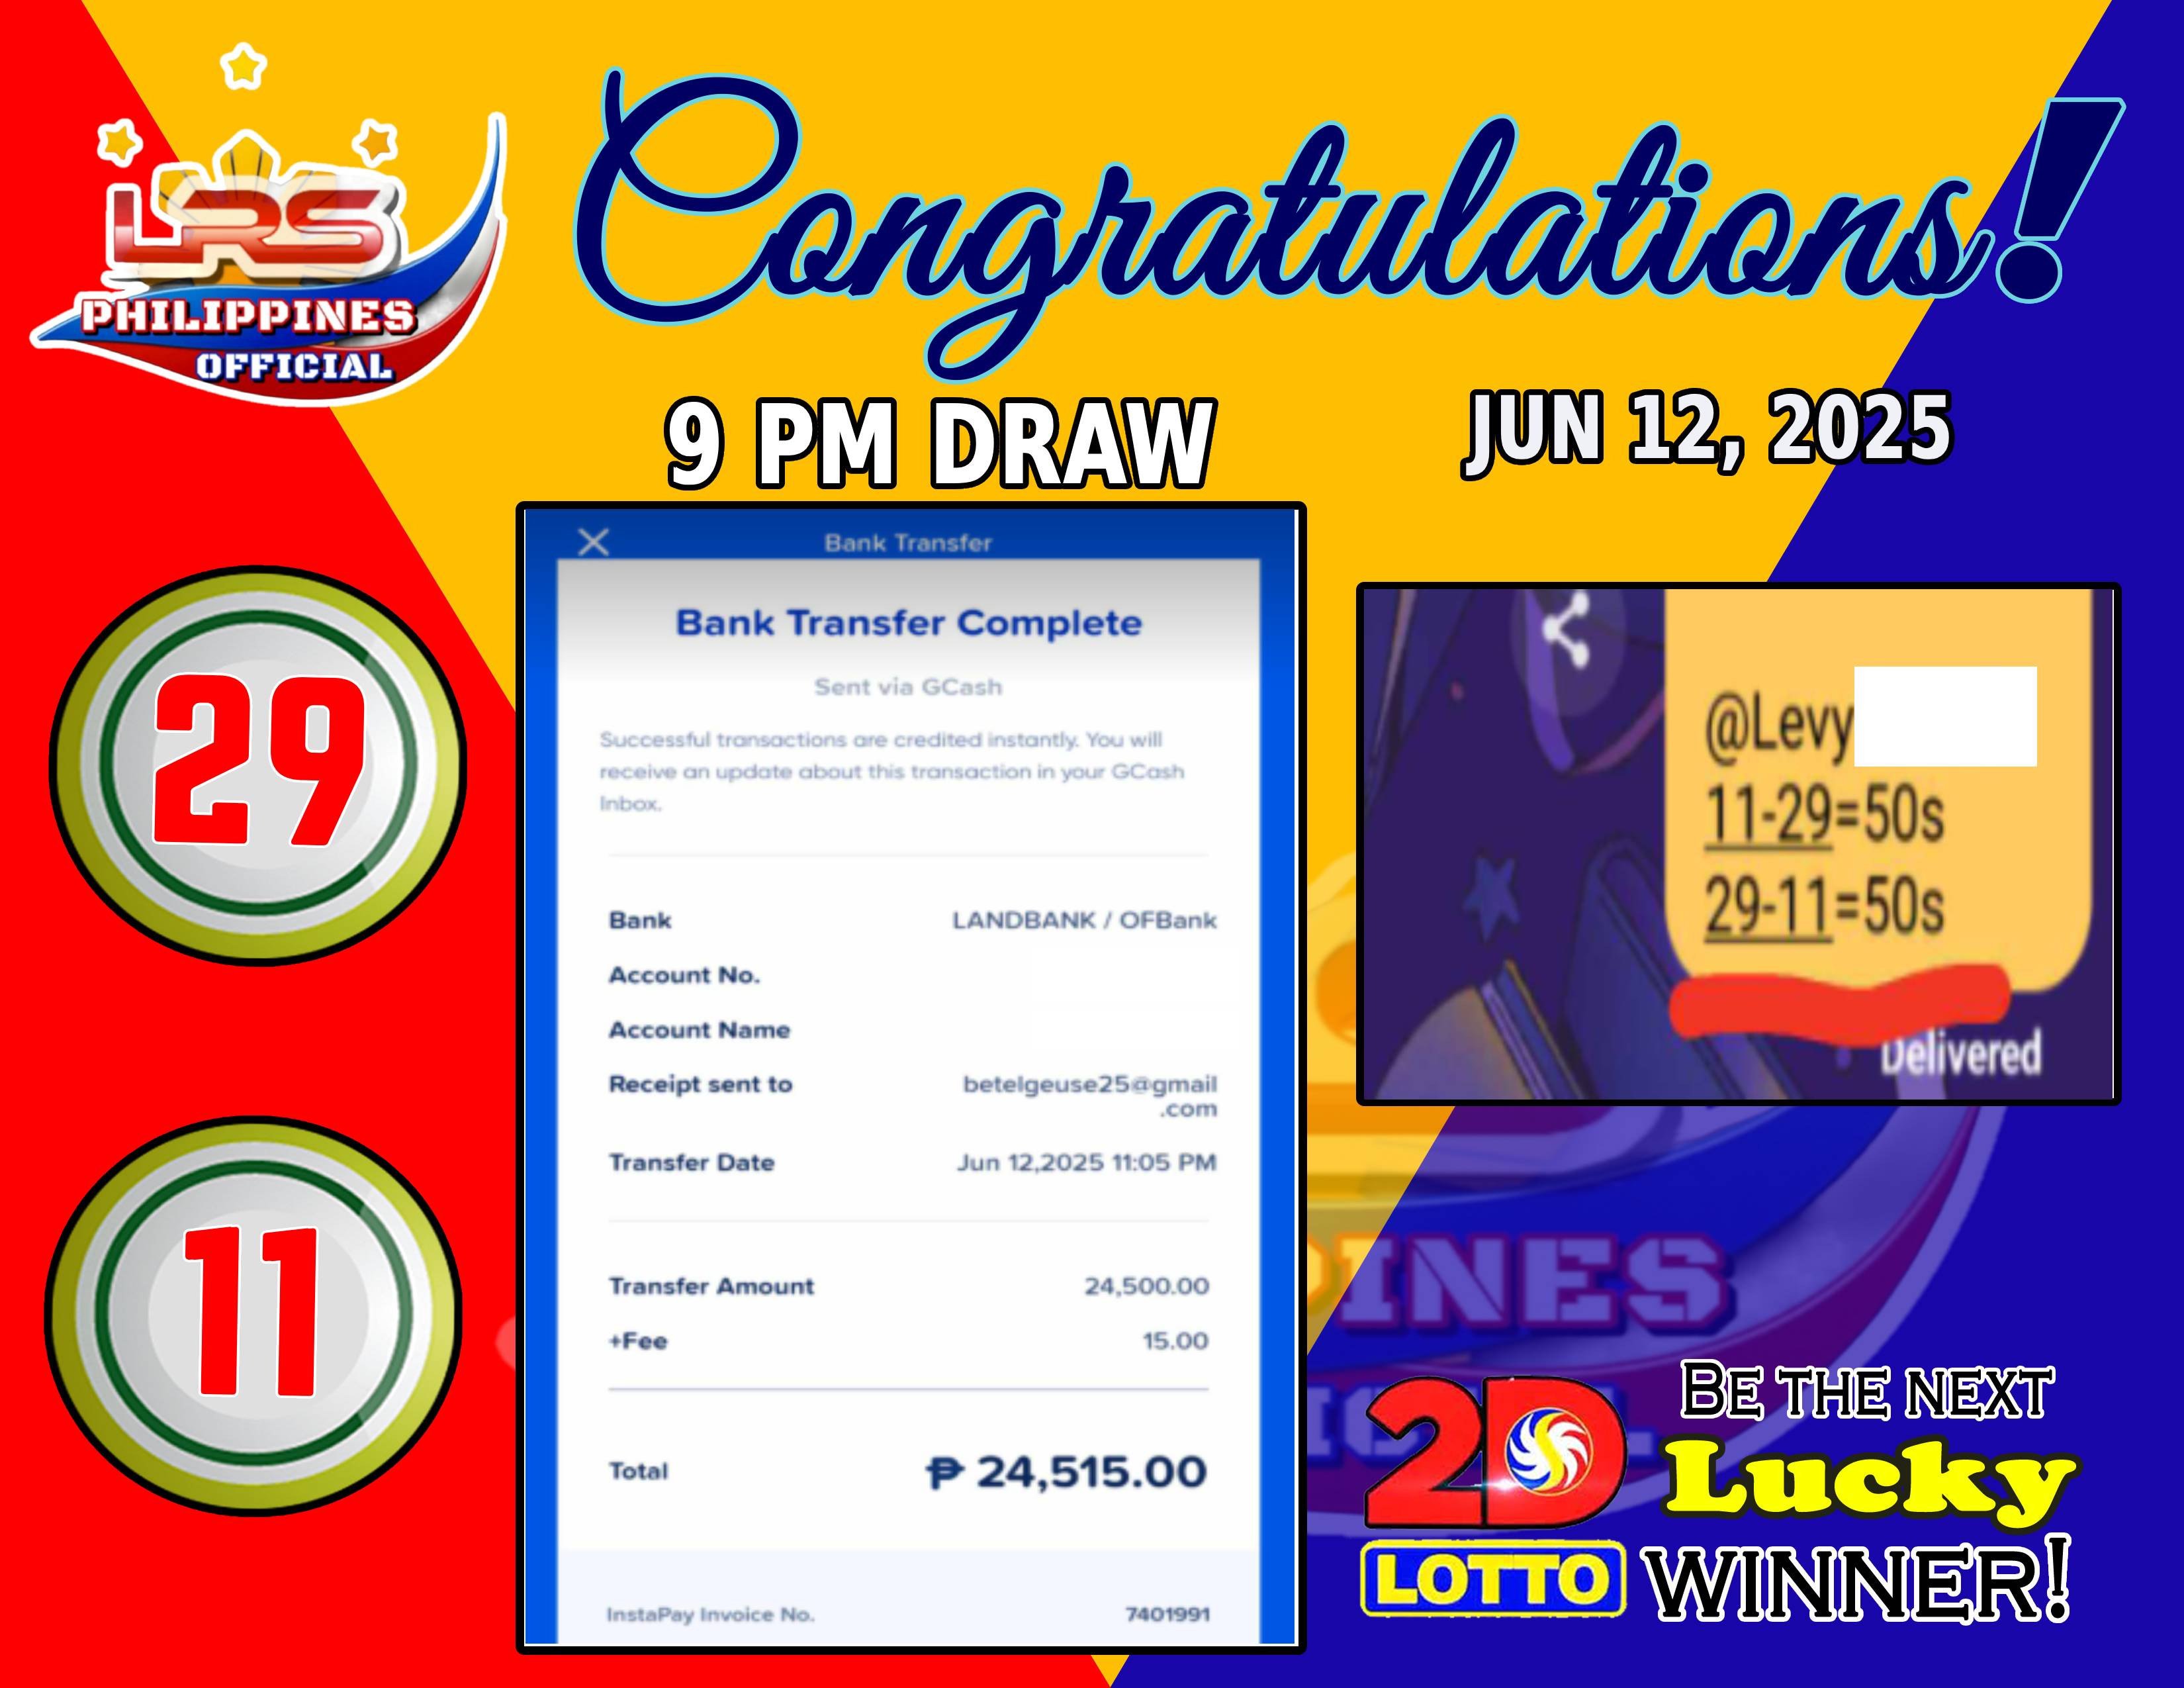 LRS
PHILIPPINES
OFFICIAL
Congratulations!
9 PM DRAW
JUN 12, 2025
29
11
Bank Transfer
Bank Transfer Complete
Sent via GCash
Successful transactions are credited instantly. You will
receive an update about this transaction in your GCash
Inbox.
Bank LANDBANK / OFBank
Account No.
Account Name
Receipt sent to betelgeuse25@gmail
.com
Transfer Date Jun 12,2025 11:05 PM
Transfer Amount 24,500.00
+Fee 15.00
Total ₱ 24,515.00
InstaPay Invoice No. 7401991
@Levy
11-29=50s
29-11=50s
Delivered
PINES
2D
LOTTO
BE THE NEXT
Lucky
WINNER!